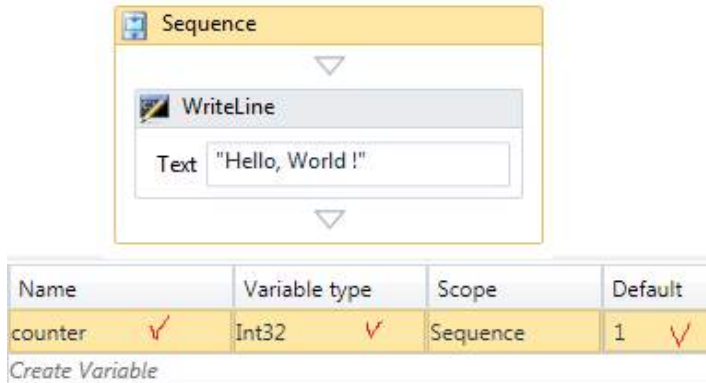 Sequence
WriteLine
Text "Hello, World !"
Name Variable type Scope Default
counter Int32 Sequence 1
Create Variable